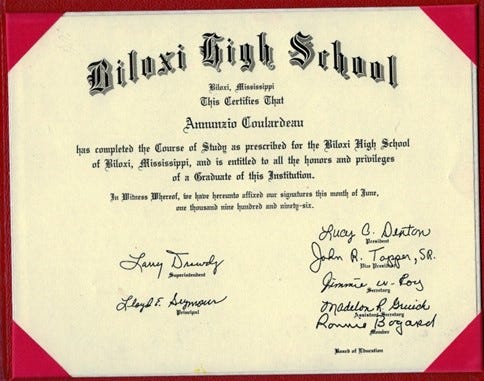 Biloxi High School
Biloxi, Mississippi
This Certifies That
Annunzio Coulardeau
has completed the Course of Study as prescribed for the Biloxi High School
of Biloxi, Mississippi, and is entitled to all the honors and privileges
of a Graduate of this Institution.
In Witness Whereof, we have hereunto affixed our signatures this month of June,
one thousand nine hundred and ninety-six.
Lucy C. Denton
President
John R. Topper, SR.
Vice President
Larry Drawdy
Superintendent
Jimmie W. Roy
Secretary
Lloyd E. Seymour
Principal
Madelon R.
Assistant Secretary
Ronnie Bogard
Member
Board of Education